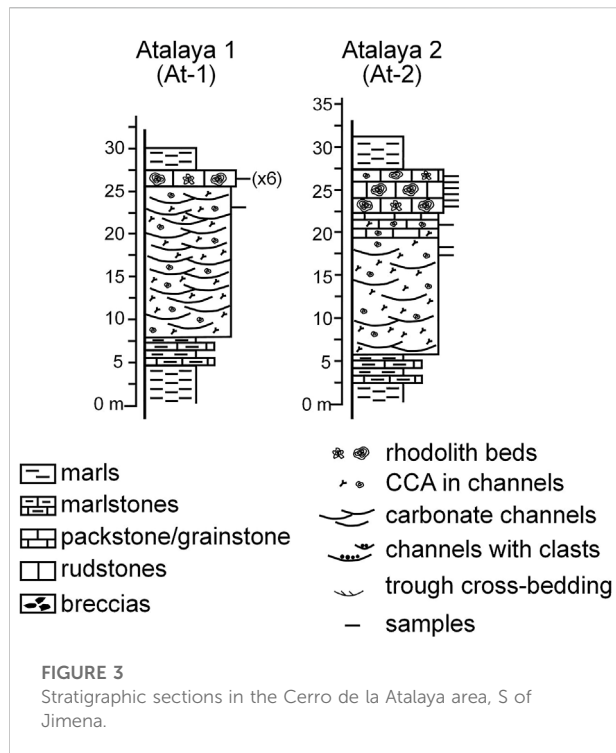 Atalaya 1
(At-1)
Atalaya 2
(At-2)
30
25
20
15
10
5
0 m
(x6)
35
30
25
20
15
10
5
0 m
marls
marlstones
packstone/grainstone
rudstones
breccias
rhodolith beds
CCA in channels
carbonate channels
channels with clasts
trough cross-bedding
samples
FIGURE 3
Stratigraphic sections in the Cerro de la Atalaya area, S of
Jimena.